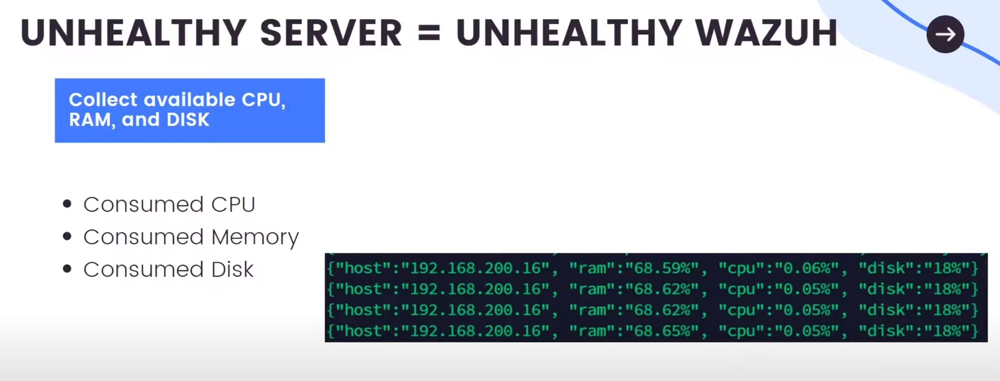 UNHEALTHY SERVER = UNHEALTHY WAZUH
Collect available CPU,
RAM, and DISK
• Consumed CPU
• Consumed Memory
• Consumed Disk
{"host":"192.168.200.16", "ram":"68.59%", "cpu":"0.06%", "disk":"18%"}
{"host":"192.168.200.16", "ram":"68.62%", "cpu":"0.05%", "disk":"18%"}
{"host":"192.168.200.16", "ram":"68.62%", "cpu":"0.05%", "disk":"18%"}
{"host":"192.168.200.16", "ram":"68.65%", "cpu":"0.05%", "disk":"18%"}